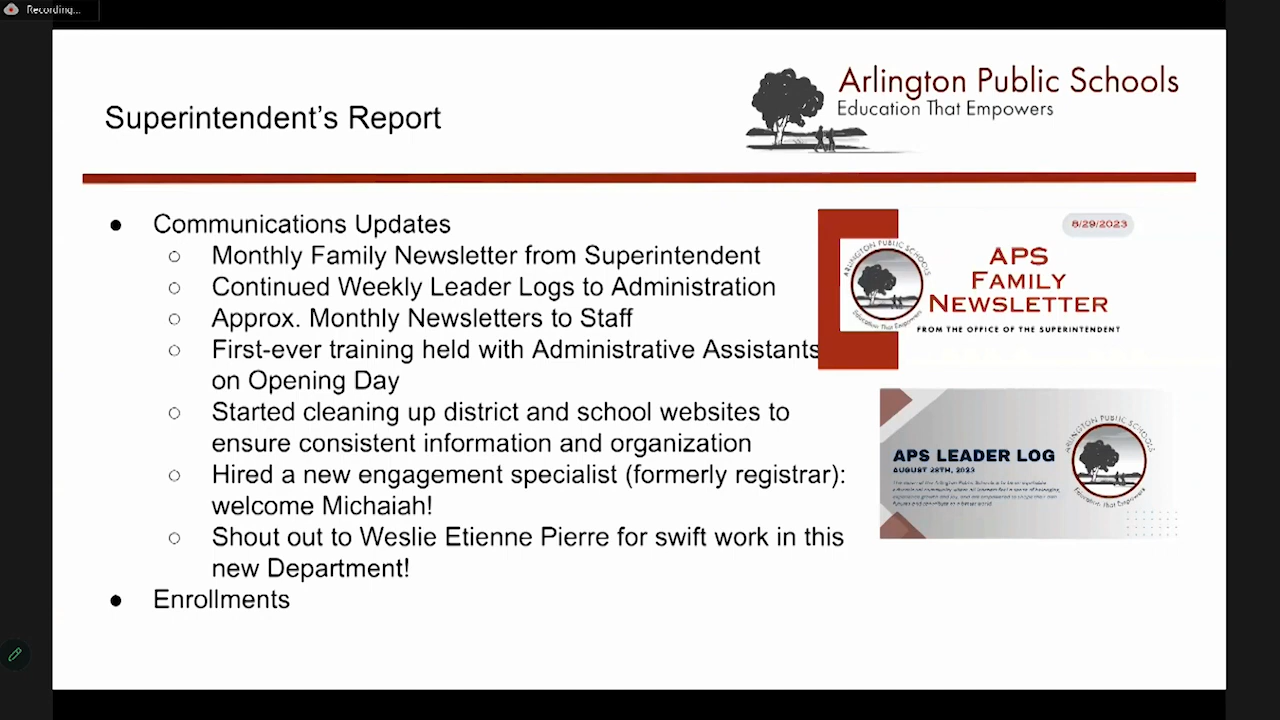 Recording...
Arlington Public Schools
Education That Empowers
Superintendent's Report
● Communications Updates
○ Monthly Family Newsletter from Superintendent
○ Continued Weekly Leader Logs to Administration
○ Approx. Monthly Newsletters to Staff
○ First-ever training held with Administrative Assistants
on Opening Day
○ Started cleaning up district and school websites to
ensure consistent information and organization
○ Hired a new engagement specialist (formerly registrar):
welcome Michaiah!
○ Shout out to Weslie Etienne Pierre for swift work in this
new Department!
● Enrollments
8/29/2023
ARLINGTON PUBLIC SCHOOLS
Education That Empowers
APS
FAMILY
NEWSLETTER
FROM THE OFFICE OF THE SUPERINTENDENT
APS LEADER LOG
AUGUST 28TH, 2023
ARLINGTON PUBLIC SCHOOLS
Education That Empowers